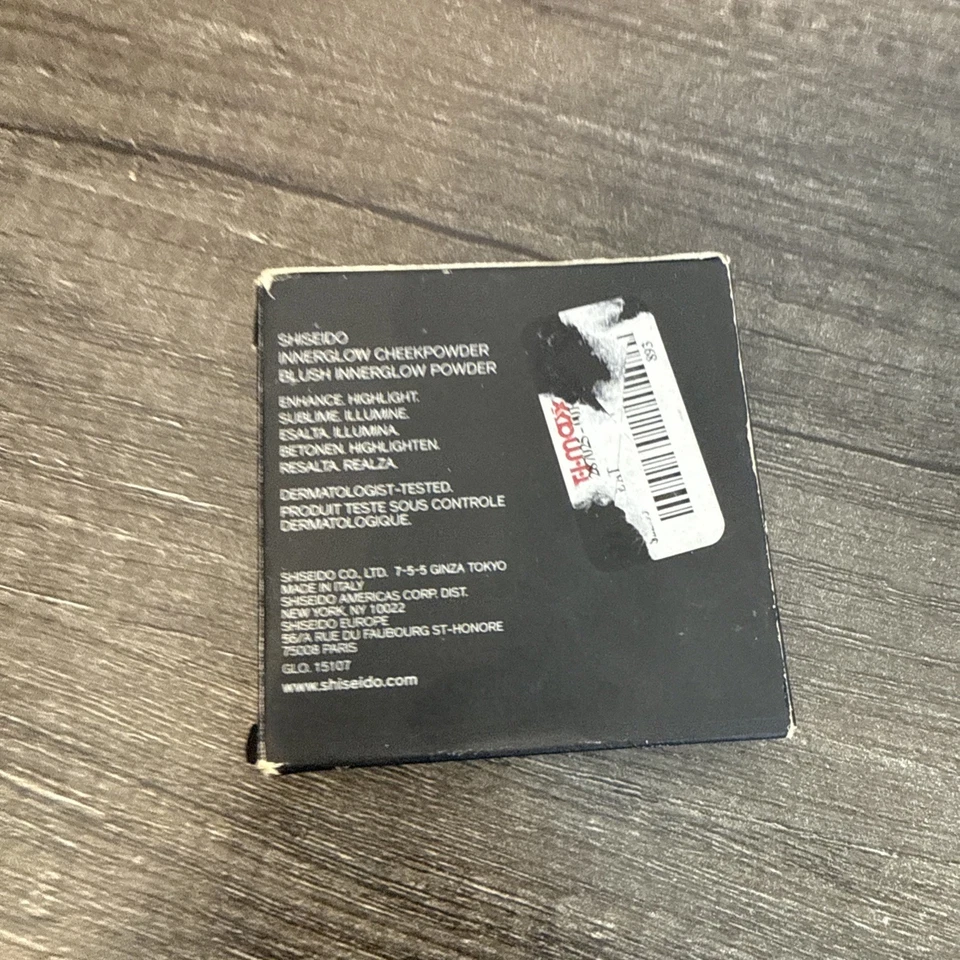 SHISEIDO
INNERGLOW CHEEKPOWDER
BLUSH INNERGLOW POWDER
ENHANCE. HIGHLIGHT.
SUBLIME. ILLUMINE.
ESALTA. ILLUMINA.
BETONEN. HIGHLIGHTEN.
RESALTA. REALZA.
DERMATOLOGIST-TESTED.
PRODUIT TESTE SOUS CONTROLE
DERMATOLOGIQUE.
SHISEIDO CO., LTD. 7-5-5 GINZA TOKYO
MADE IN ITALY
SHISEIDO AMERICAS CORP. DIST.
NEW YORK, NY 10022
SHISEIDO EUROPE
56/A RUE DU FAUBOURG ST-HONORE
75008 PARIS
GLO. 15107
www.shiseido.com
TJ-max
893